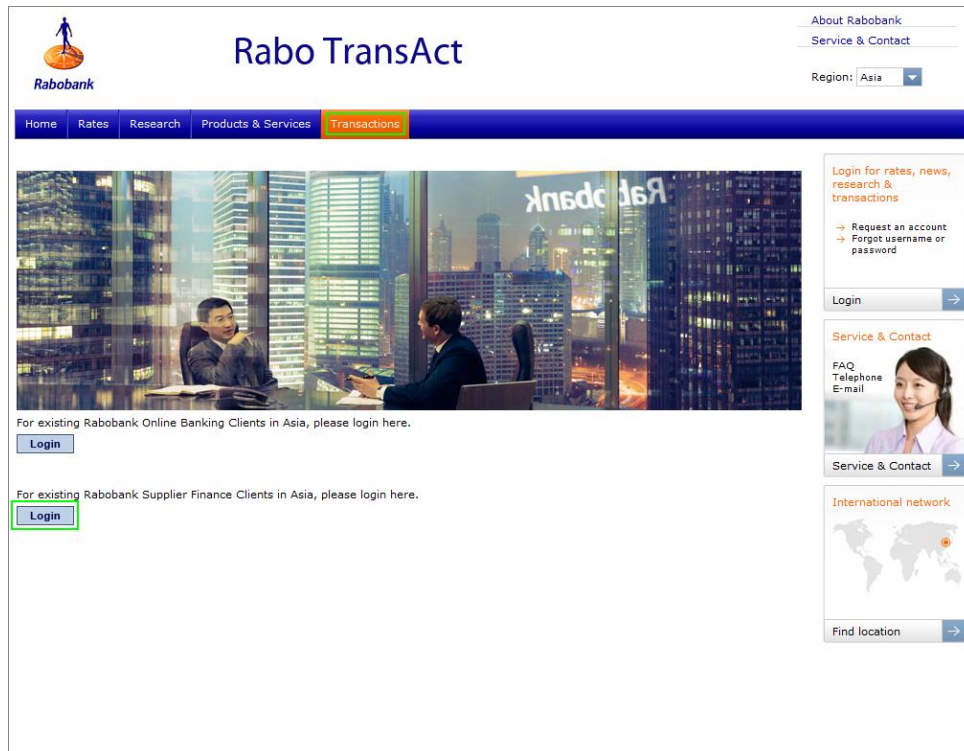 Rabobank
Rabo TransAct
About Rabobank
Service & Contact
Region: Asia
Home Rates Research Products & Services Transactions
Rabobank
For existing Rabobank Online Banking Clients in Asia, please login here.
Login
For existing Rabobank Supplier Finance Clients in Asia, please login here.
Login
Login for rates, news,
research &
transactions
→ Request an account
→ Forgot username or
password
Login →
Service & Contact
FAQ
Telephone
E-mail
Service & Contact →
International network
Find location →